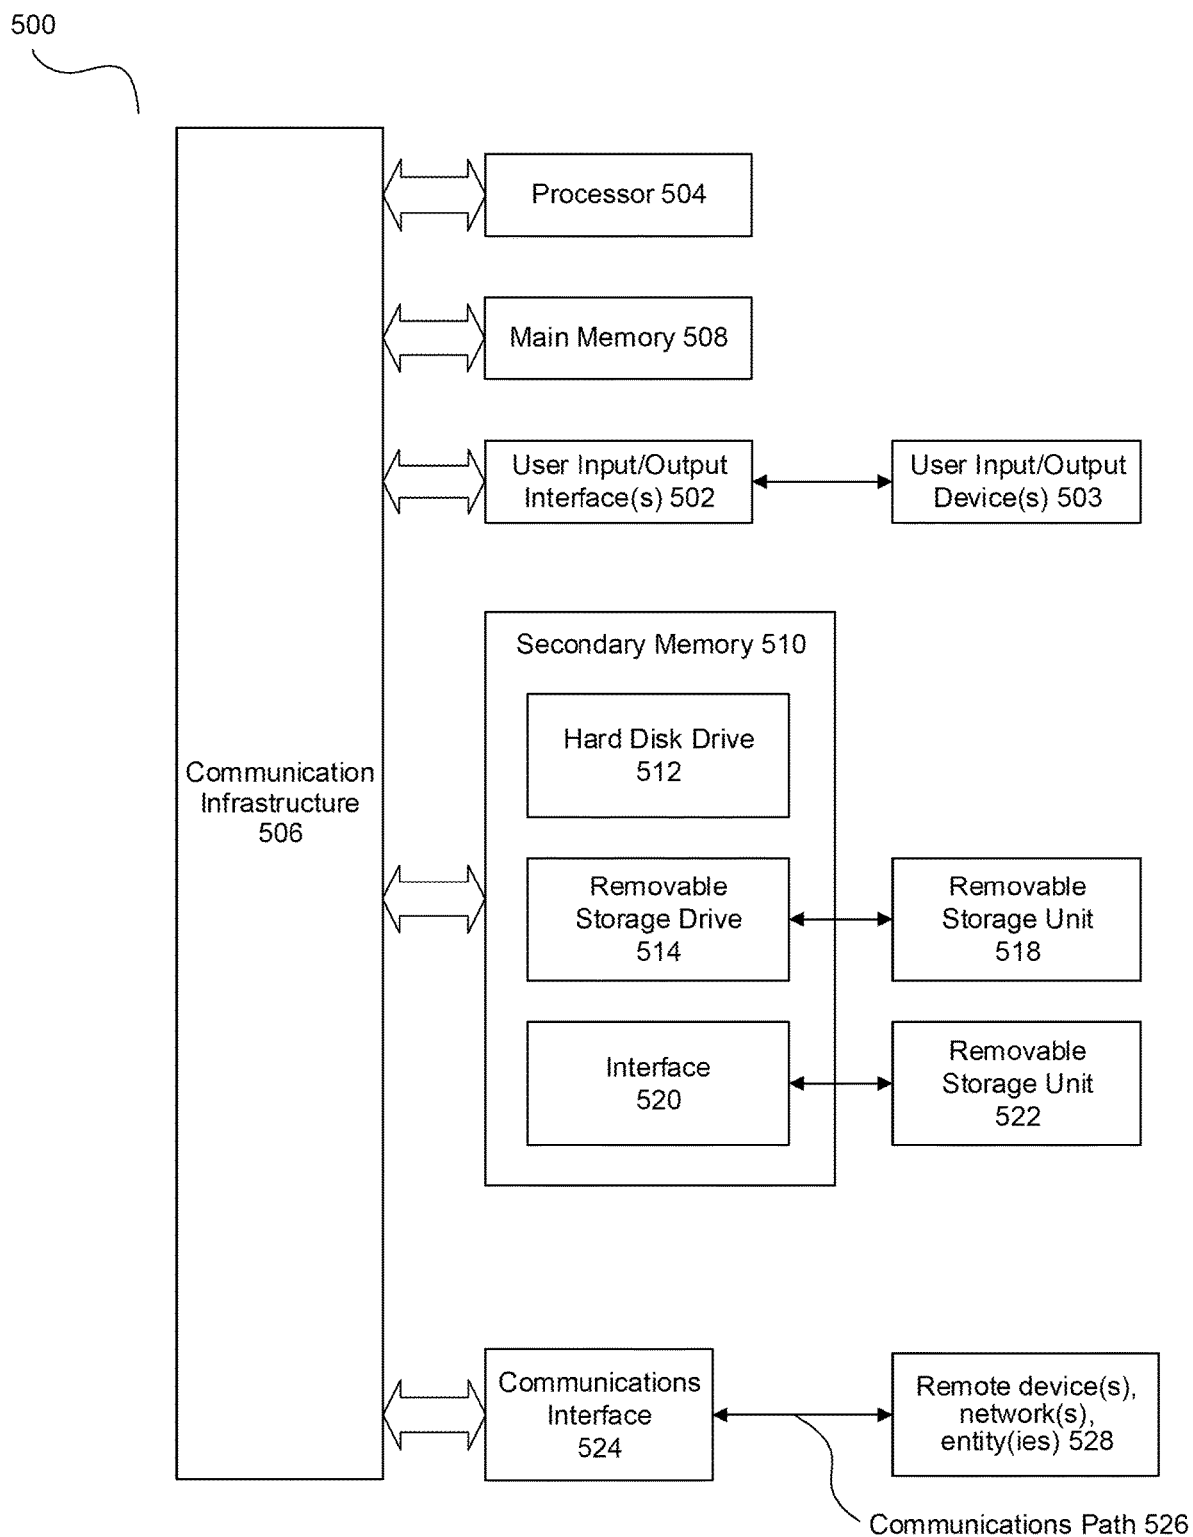 500
Processor 504
Main Memory 508
User Input/Output
Interface(s) 502
User Input/Output
Device(s) 503
Secondary Memory 510
Hard Disk Drive
512
Communication
Infrastructure
506
Removable
Storage Drive
514
Removable
Storage Unit
518
Interface
520
Removable
Storage Unit
522
Communications
Interface
524
Remote device(s),
network(s),
entity(ies) 528
Communications Path 526